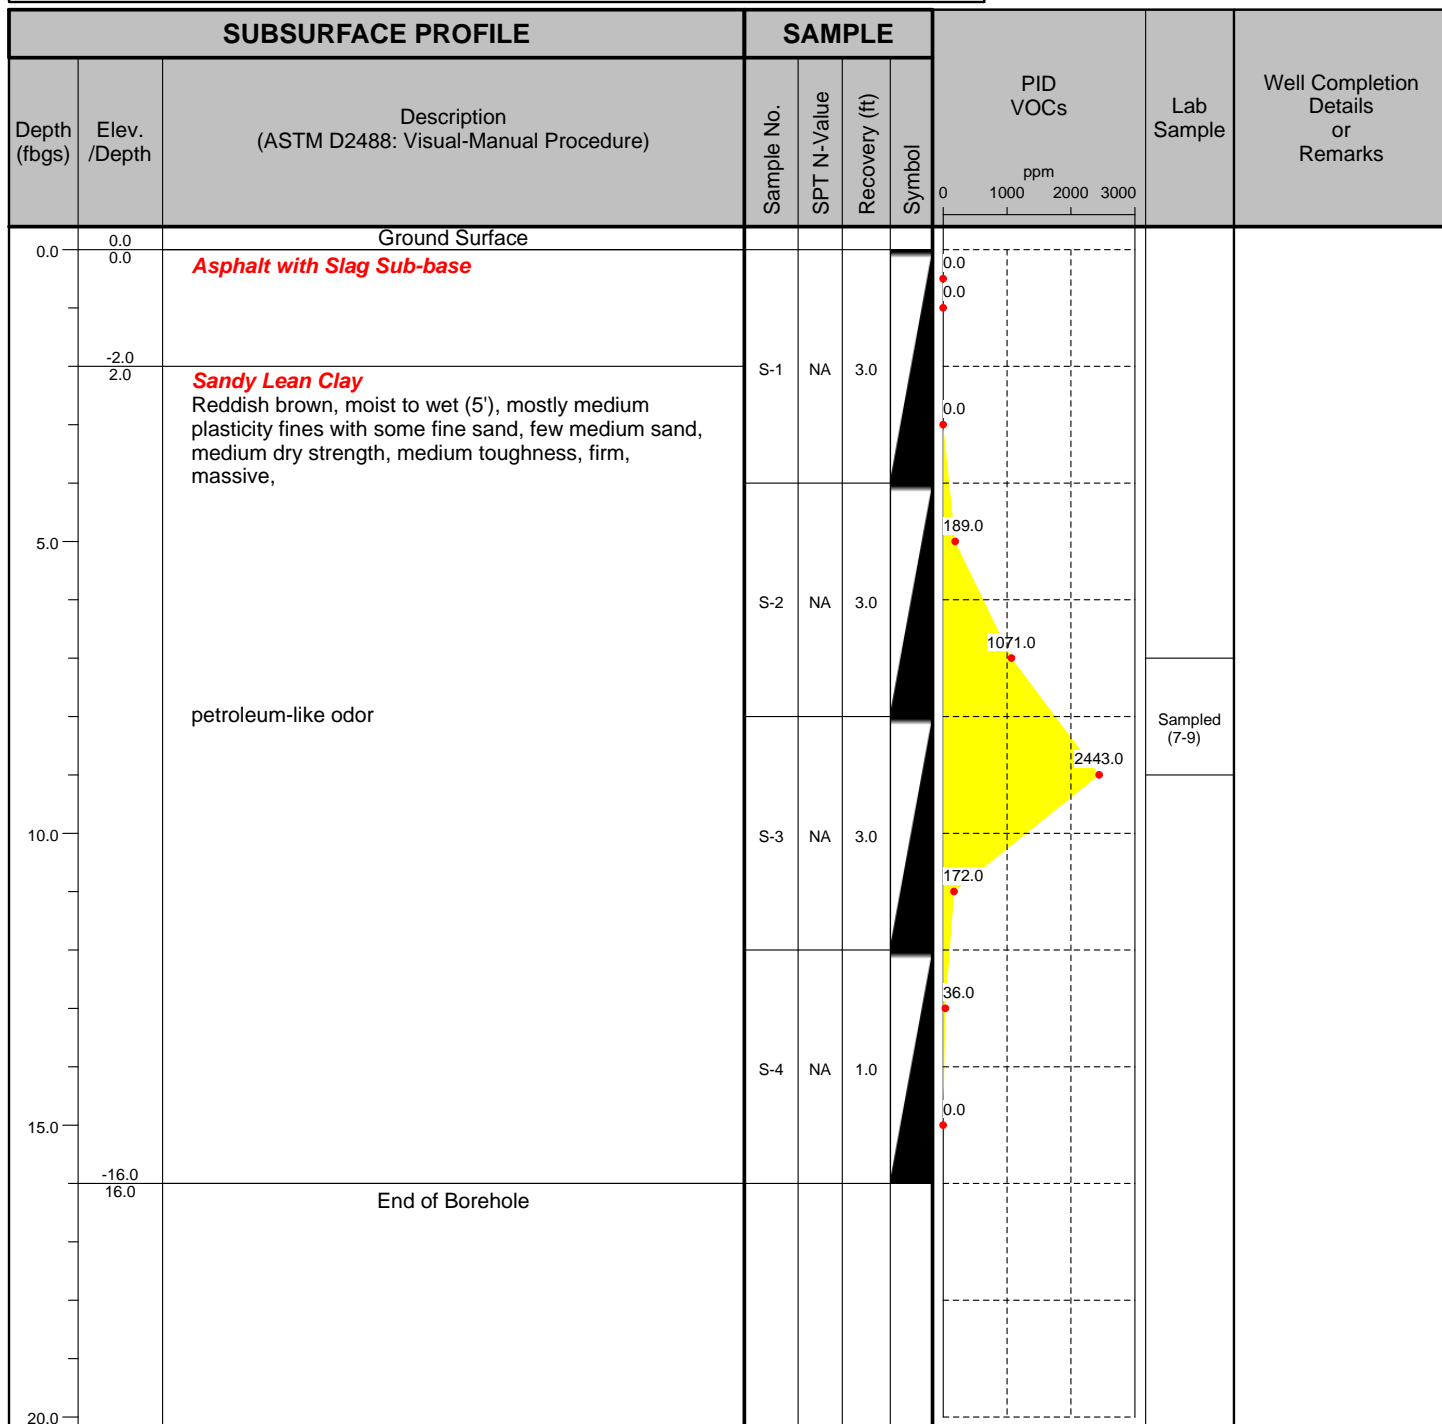 SUBSURFACE PROFILE
SAMPLE
Depth
(fbgs)
Elev.
/Depth
Description
(ASTM D2488: Visual-Manual Procedure)
Sample No.
SPT N-Value
Recovery (ft)
Symbol
PID
VOCs
ppm
0 1000 2000 3000
Lab
Sample
Well Completion
Details
or
Remarks
0.0
0.0
0.0
Ground Surface
Asphalt with Slag Sub-base
0.0
0.0
-2.0
2.0
S-1 NA 3.0
Sandy Lean Clay
Reddish brown, moist to wet (5'), mostly medium
plasticity fines with some fine sand, few medium sand,
medium dry strength, medium toughness, firm,
massive,
0.0
5.0
189.0
S-2 NA 3.0
1071.0
petroleum-like odor
Sampled
(7-9)
2443.0
10.0
S-3 NA 3.0
172.0
36.0
S-4 NA 1.0
15.0
0.0
-16.0
16.0
End of Borehole
20.0